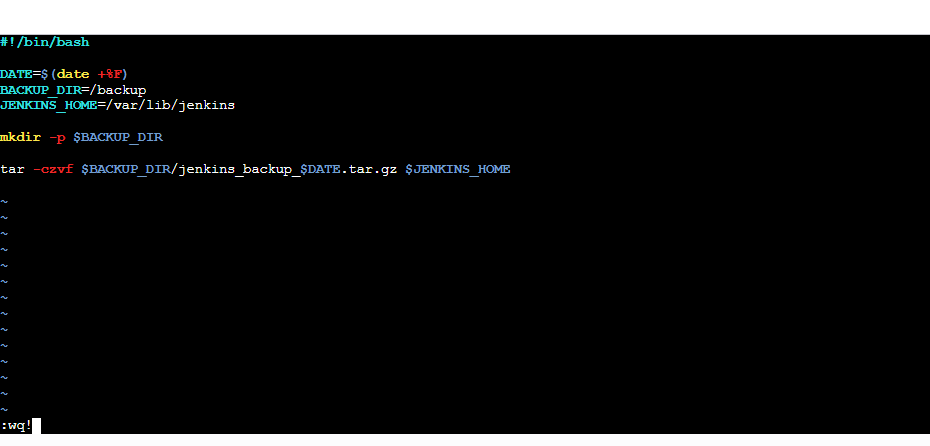 #!/bin/bash
DATE=$(date +%F)
BACKUP_DIR=/backup
JENKINS_HOME=/var/lib/jenkins
mkdir -p $BACKUP_DIR
tar -czvf $BACKUP_DIR/jenkins_backup_$DATE.tar.gz $JENKINS_HOME
~
~
~
~
~
~
~
~
~
~
~
~
~
~
:wq!